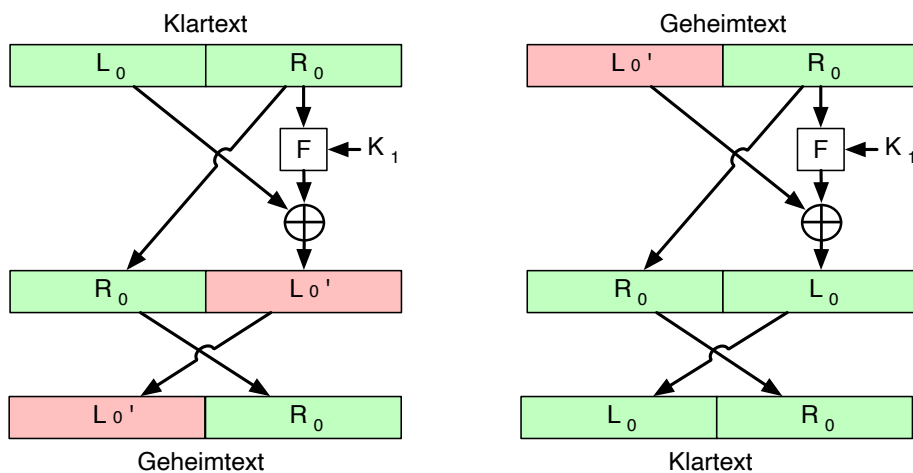 Klartext
L 0 R 0
F K 1
R 0 L 0 '
L 0 ' R 0
Geheimtext
Geheimtext
L 0 ' R 0
F K 1
R 0 L 0
L 0 R 0
Klartext